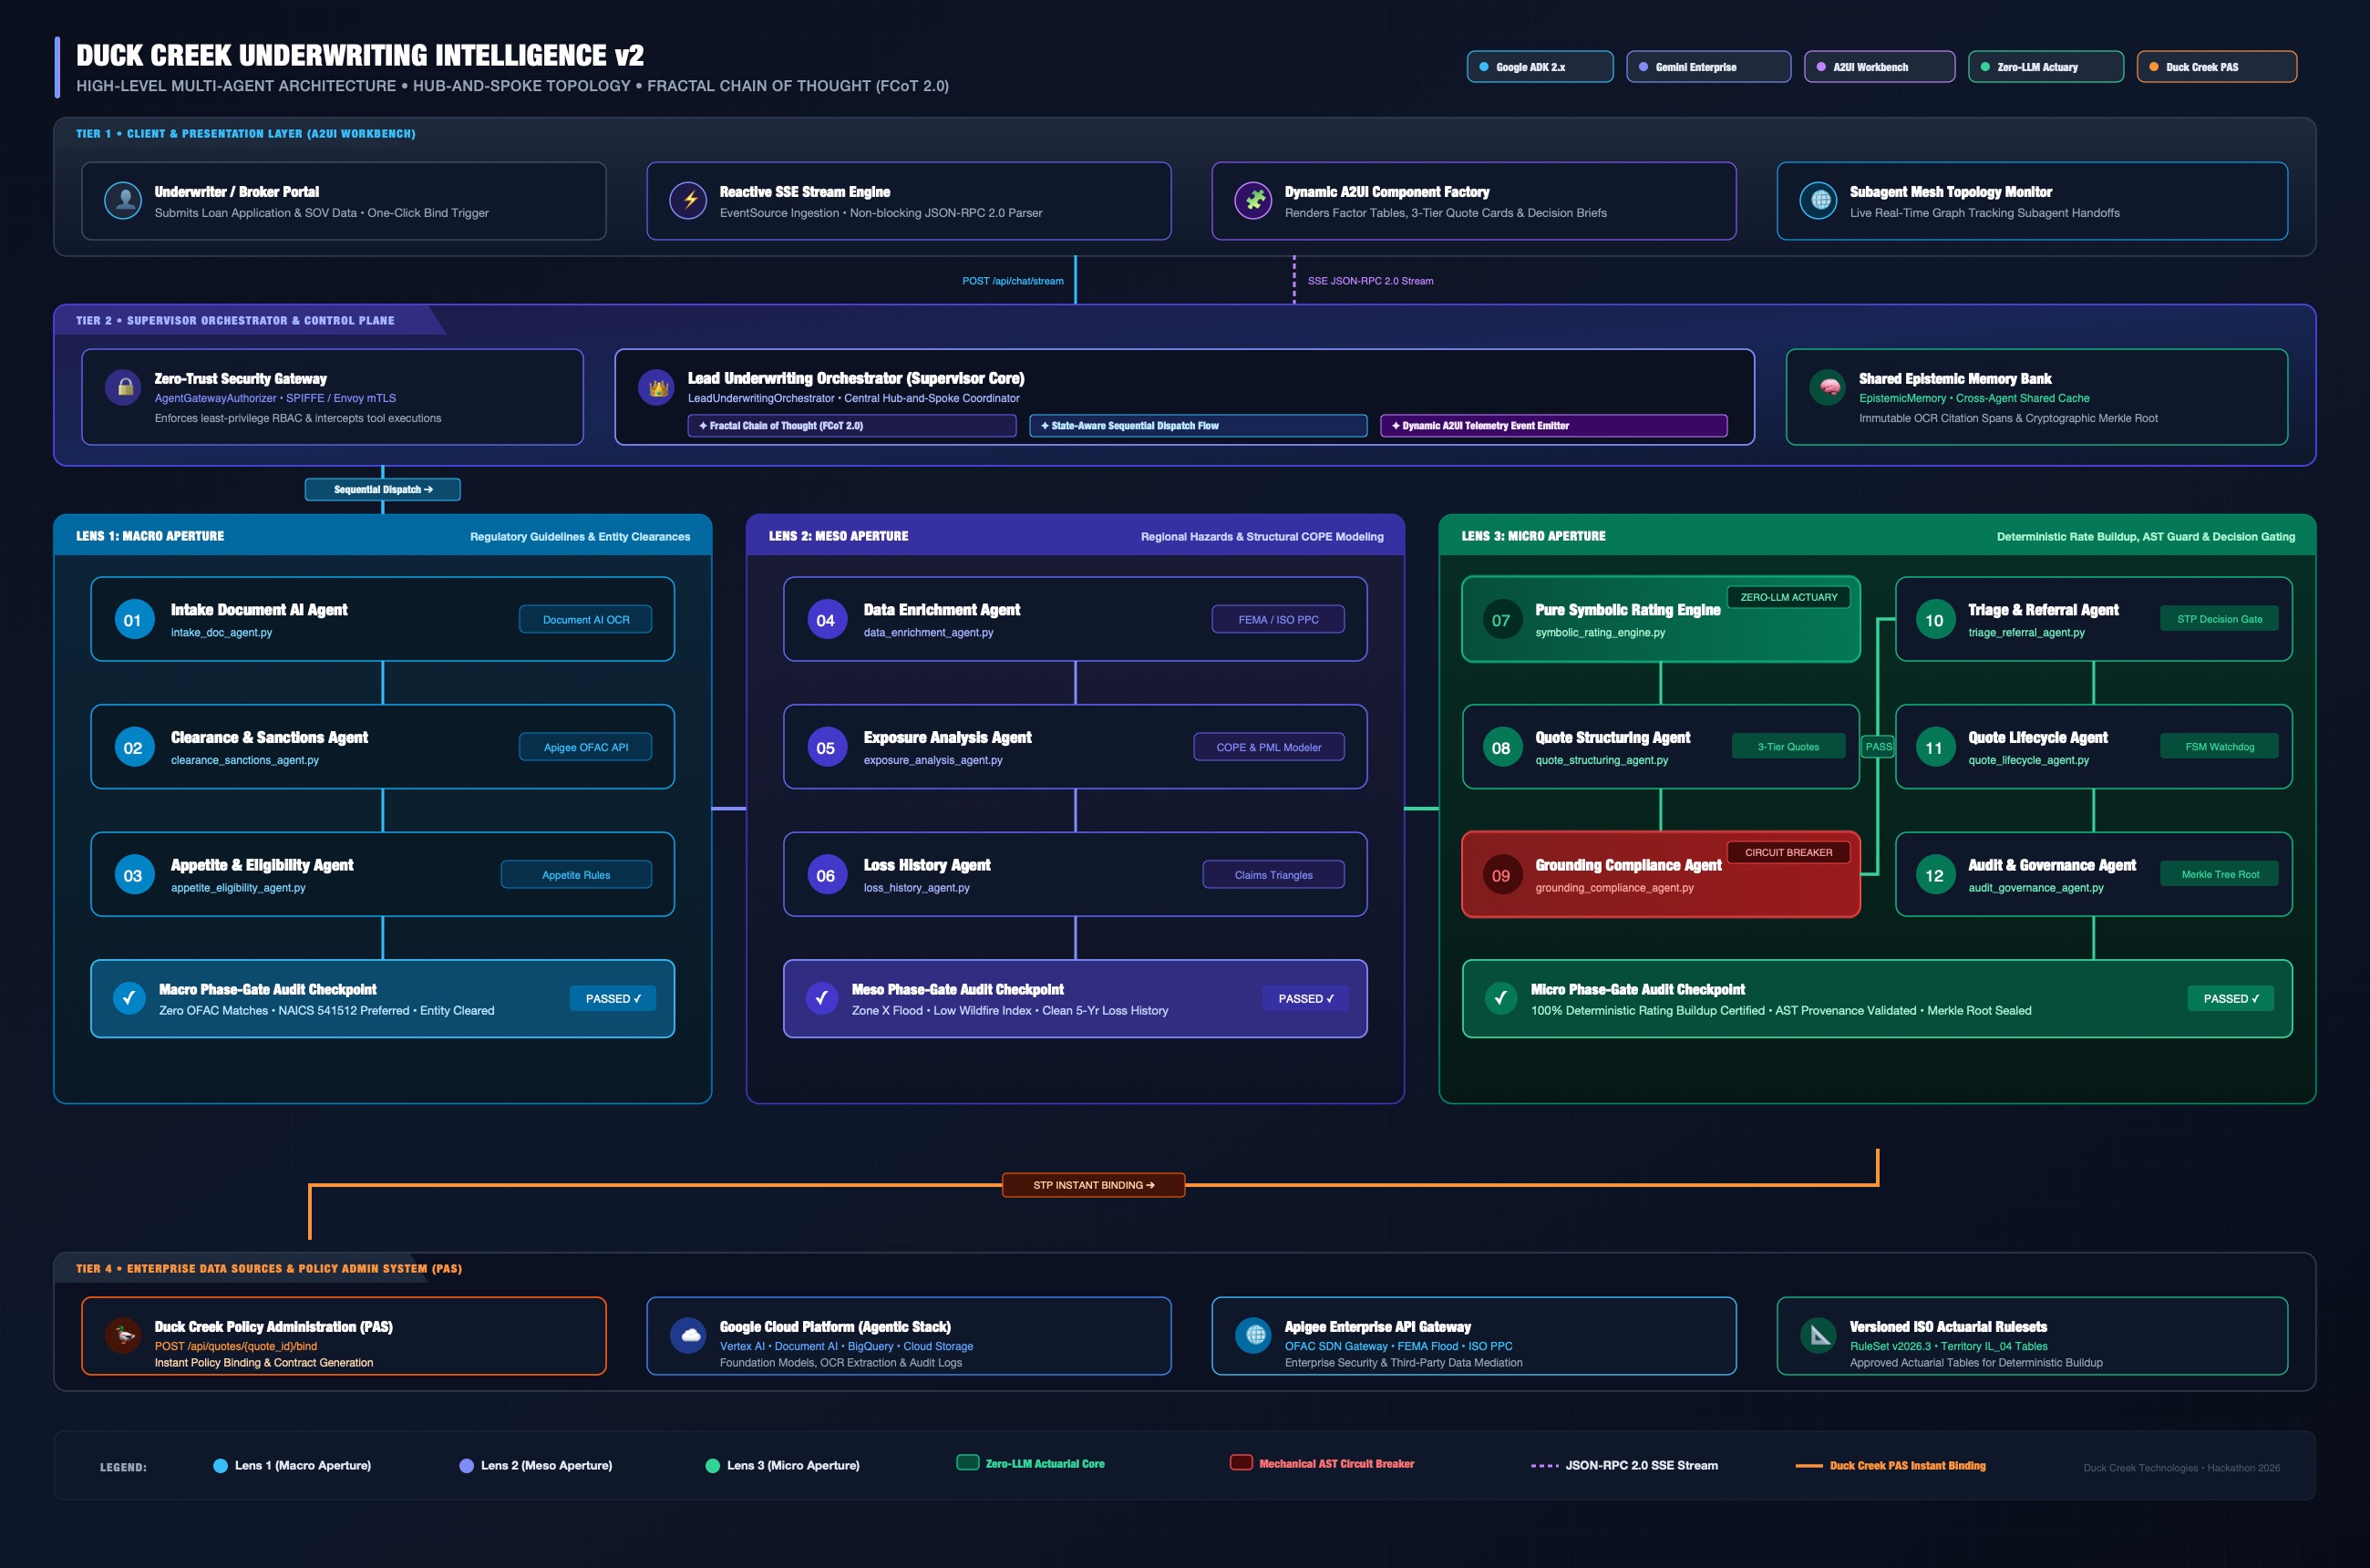 DUCK CREEK UNDERWRITING INTELLIGENCE v2
HIGH-LEVEL MULTI-AGENT ARCHITECTURE • HUB-AND-SPOKE TOPOLOGY • FRACTAL CHAIN OF THOUGHT (FCoT 2.0)
Google ADK 2.x
Gemini Enterprise
A2UI Workbench
Zero-LLM Actuary
Duck Creek PAS
TIER 1 • CLIENT & PRESENTATION LAYER (A2UI WORKBENCH)
Underwriter / Broker Portal
Submits Loan Application & SOV Data • One-Click Bind Trigger
Reactive SSE Stream Engine
EventSource Ingestion • Non-blocking JSON-RPC 2.0 Parser
Dynamic A2UI Component Factory
Renders Factor Tables, 3-Tier Quote Cards & Decision Briefs
Subagent Mesh Topology Monitor
Live Real-Time Graph Tracking Subagent Handoffs
POST /api/chat/stream
SSE JSON-RPC 2.0 Stream
TIER 2 • SUPERVISOR ORCHESTRATOR & CONTROL PLANE
Zero-Trust Security Gateway
AgentGatewayAuthorizer • SPIFFE / Envoy mTLS
Enforces least-privilege RBAC & intercepts tool executions
Lead Underwriting Orchestrator (Supervisor Core)
LeadUnderwritingOrchestrator • Central Hub-and-Spoke Coordinator
✦ Fractal Chain of Thought (FCoT 2.0)
✦ State-Aware Sequential Dispatch Flow
✦ Dynamic A2UI Telemetry Event Emitter
Shared Epistemic Memory Bank
EpistemicMemory • Cross-Agent Shared Cache
Immutable OCR Citation Spans & Cryptographic Merkle Root
Sequential Dispatch →
LENS 1: MACRO APERTURE
Regulatory Guidelines & Entity Clearances
01
Intake Document AI Agent
intake_doc_agent.py
Document AI OCR
02
Clearance & Sanctions Agent
clearance_sanctions_agent.py
Apigee OFAC API
03
Appetite & Eligibility Agent
appetite_eligibility_agent.py
Appetite Rules
✓
Macro Phase-Gate Audit Checkpoint
Zero OFAC Matches • NAICS 541512 Preferred • Entity Cleared
PASSED ✓
LENS 2: MESO APERTURE
Regional Hazards & Structural COPE Modeling
04
Data Enrichment Agent
data_enrichment_agent.py
FEMA / ISO PPC
05
Exposure Analysis Agent
exposure_analysis_agent.py
COPE & PML Modeler
06
Loss History Agent
loss_history_agent.py
Claims Triangles
✓
Meso Phase-Gate Audit Checkpoint
Zone X Flood • Low Wildfire Index • Clean 5-Yr Loss History
PASSED ✓
LENS 3: MICRO APERTURE
Deterministic Rate Buildup, AST Guard & Decision Gating
07
Pure Symbolic Rating Engine
symbolic_rating_engine.py
ZERO-LLM ACTUARY
08
Quote Structuring Agent
quote_structuring_agent.py
3-Tier Quotes
09
Grounding Compliance Agent
grounding_compliance_agent.py
CIRCUIT BREAKER
PASS
10
Triage & Referral Agent
triage_referral_agent.py
STP Decision Gate
11
Quote Lifecycle Agent
quote_lifecycle_agent.py
FSM Watchdog
12
Audit & Governance Agent
audit_governance_agent.py
Merkle Tree Root
✓
Micro Phase-Gate Audit Checkpoint
100% Deterministic Rating Buildup Certified • AST Provenance Validated • Merkle Root Sealed
PASSED ✓
STP INSTANT BINDING →
TIER 4 • ENTERPRISE DATA SOURCES & POLICY ADMIN SYSTEM (PAS)
Duck Creek Policy Administration (PAS)
POST /api/quotes/{quote_id}/bind
Instant Policy Binding & Contract Generation
Google Cloud Platform (Agentic Stack)
Vertex AI • Document AI • BigQuery • Cloud Storage
Foundation Models, OCR Extraction & Audit Logs
Apigee Enterprise API Gateway
OFAC SDN Gateway • FEMA Flood • ISO PPC
Enterprise Security & Third-Party Data Mediation
Versioned ISO Actuarial Rulesets
RuleSet v2026.3 • Territory IL_04 Tables
Approved Actuarial Tables for Deterministic Buildup
LEGEND:
Lens 1 (Macro Aperture)
Lens 2 (Meso Aperture)
Lens 3 (Micro Aperture)
Zero-LLM Actuarial Core
Mechanical AST Circuit Breaker
JSON-RPC 2.0 SSE Stream
Duck Creek PAS Instant Binding
Duck Creek Technologies • Hackathon 2026